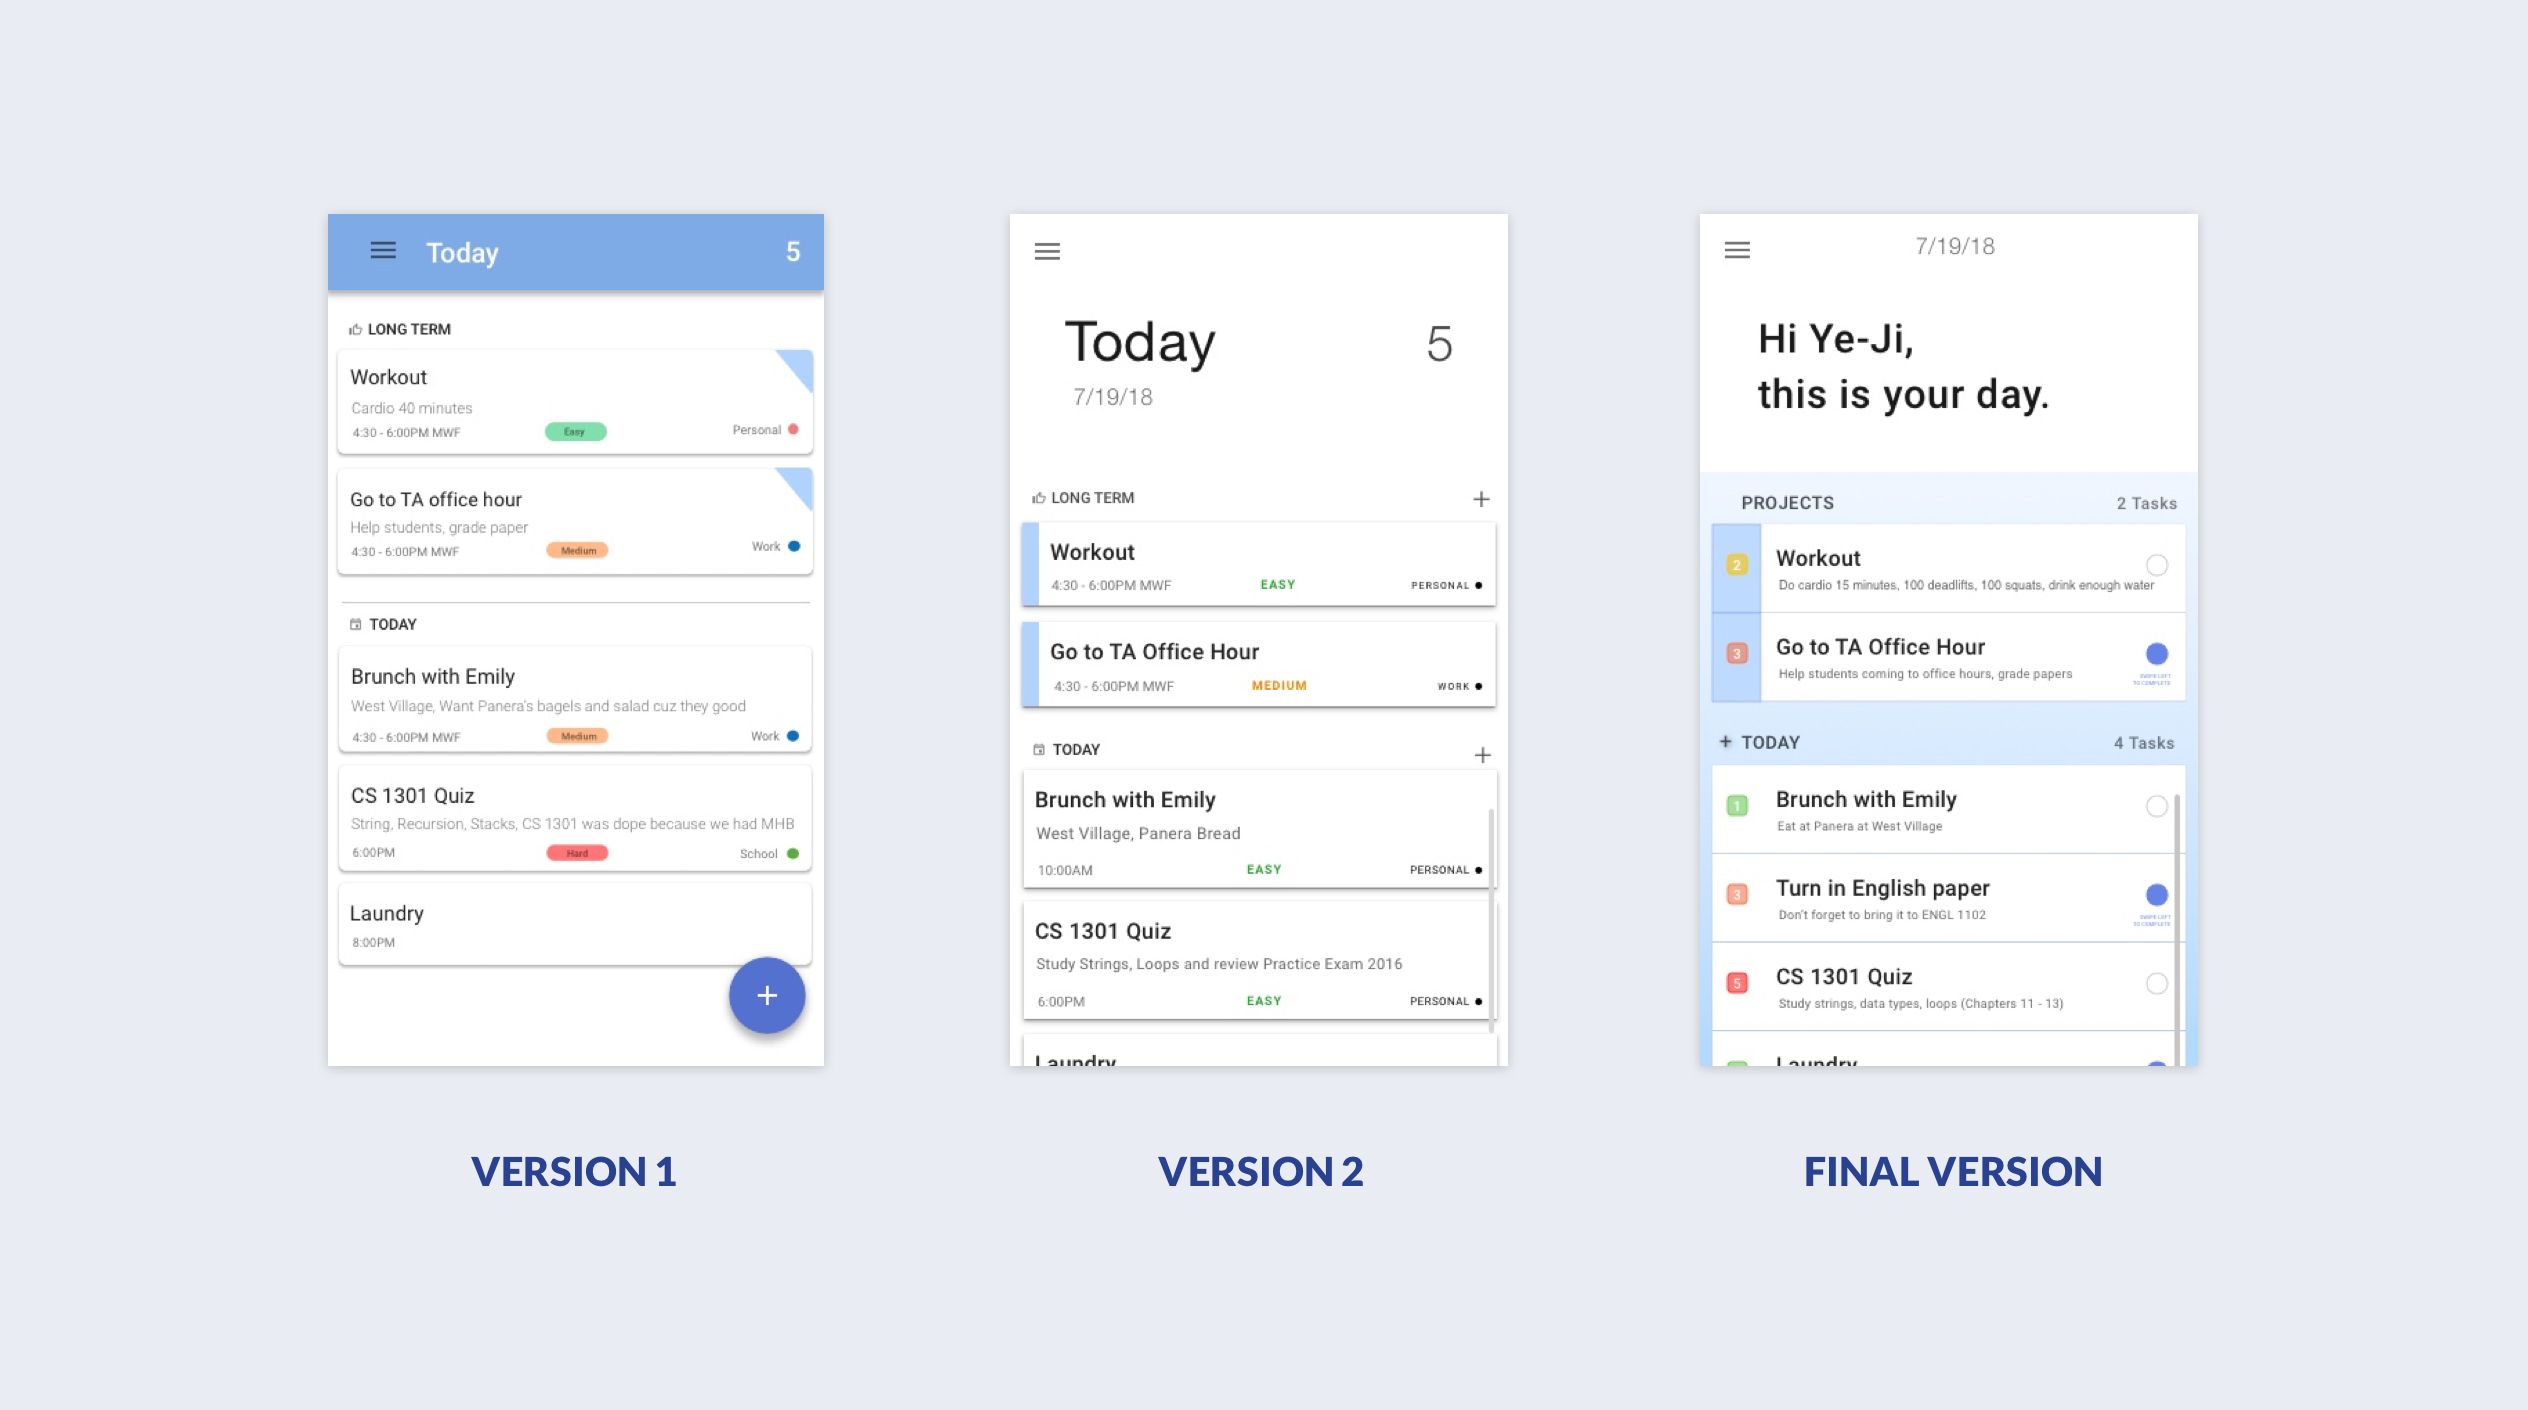 Today 5
LONG TERM
Workout
Cardio 40 minutes
4:30 - 6:00PM MWF Easy Personal
Go to TA office hour
Help students, grade paper
4:30 - 6:00PM MWF Medium Work
TODAY
Brunch with Emily
West Village, Want Panera's bagels and salad cuz they good
4:30 - 6:00PM MWF Medium Work
CS 1301 Quiz
String, Recursion, Stacks, CS 1301 was dope because we had MHB
6:00PM Hard School
Laundry
8:00PM
+
VERSION 1
Today 5
7/19/18
LONG TERM +
Workout
4:30 - 6:00PM MWF EASY PERSONAL
Go to TA Office Hour
4:30 - 6:00PM MWF MEDIUM WORK
TODAY +
Brunch with Emily
West Village, Panera Bread
10:00AM EASY PERSONAL
CS 1301 Quiz
Study Strings, Loops and review Practice Exam 2016
6:00PM EASY PERSONAL
Laundry
VERSION 2
7/19/18
Hi Ye-Ji,
this is your day.
PROJECTS 2 Tasks
2 Workout
Do cardio 15 minutes, 100 deadlifts, 100 squats, drink enough water
3 Go to TA Office Hour
Help students coming to office hours, grade papers
SWIPE LEFT
TO COMPLETE
+ TODAY 4 Tasks
1 Brunch with Emily
Eat at Panera at West Village
3 Turn in English paper
Don't forget to bring it to ENGL 1102
SWIPE LEFT
TO COMPLETE
5 CS 1301 Quiz
Study strings, data types, loops (Chapters 11 - 13)
Laundry
FINAL VERSION